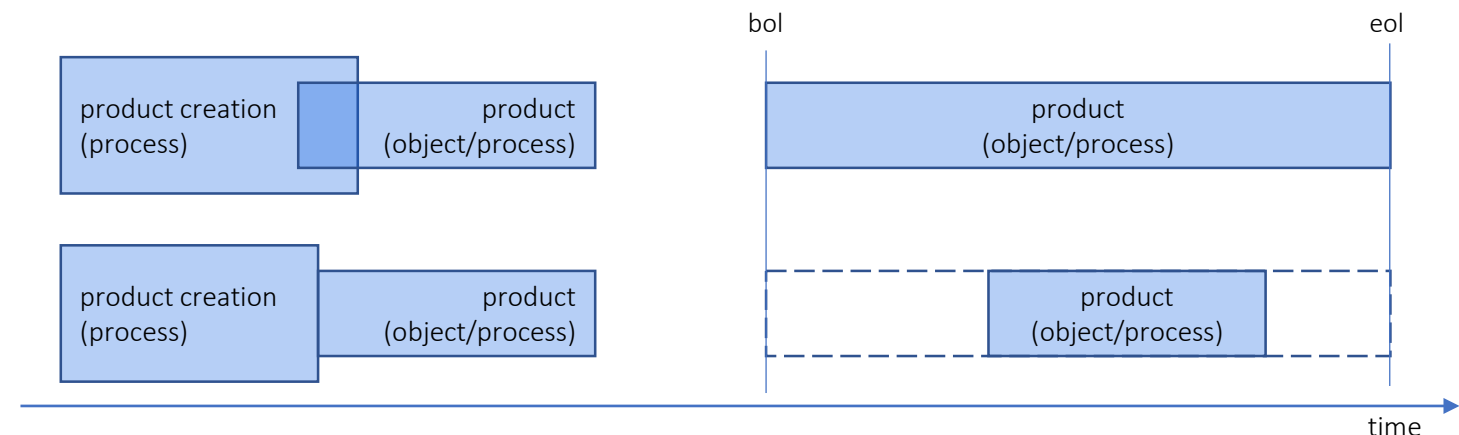 bol
eol
product creation
(process)
product
(object/process)
product
(object/process)
product creation
(process)
product
(object/process)
product
(object/process)
time